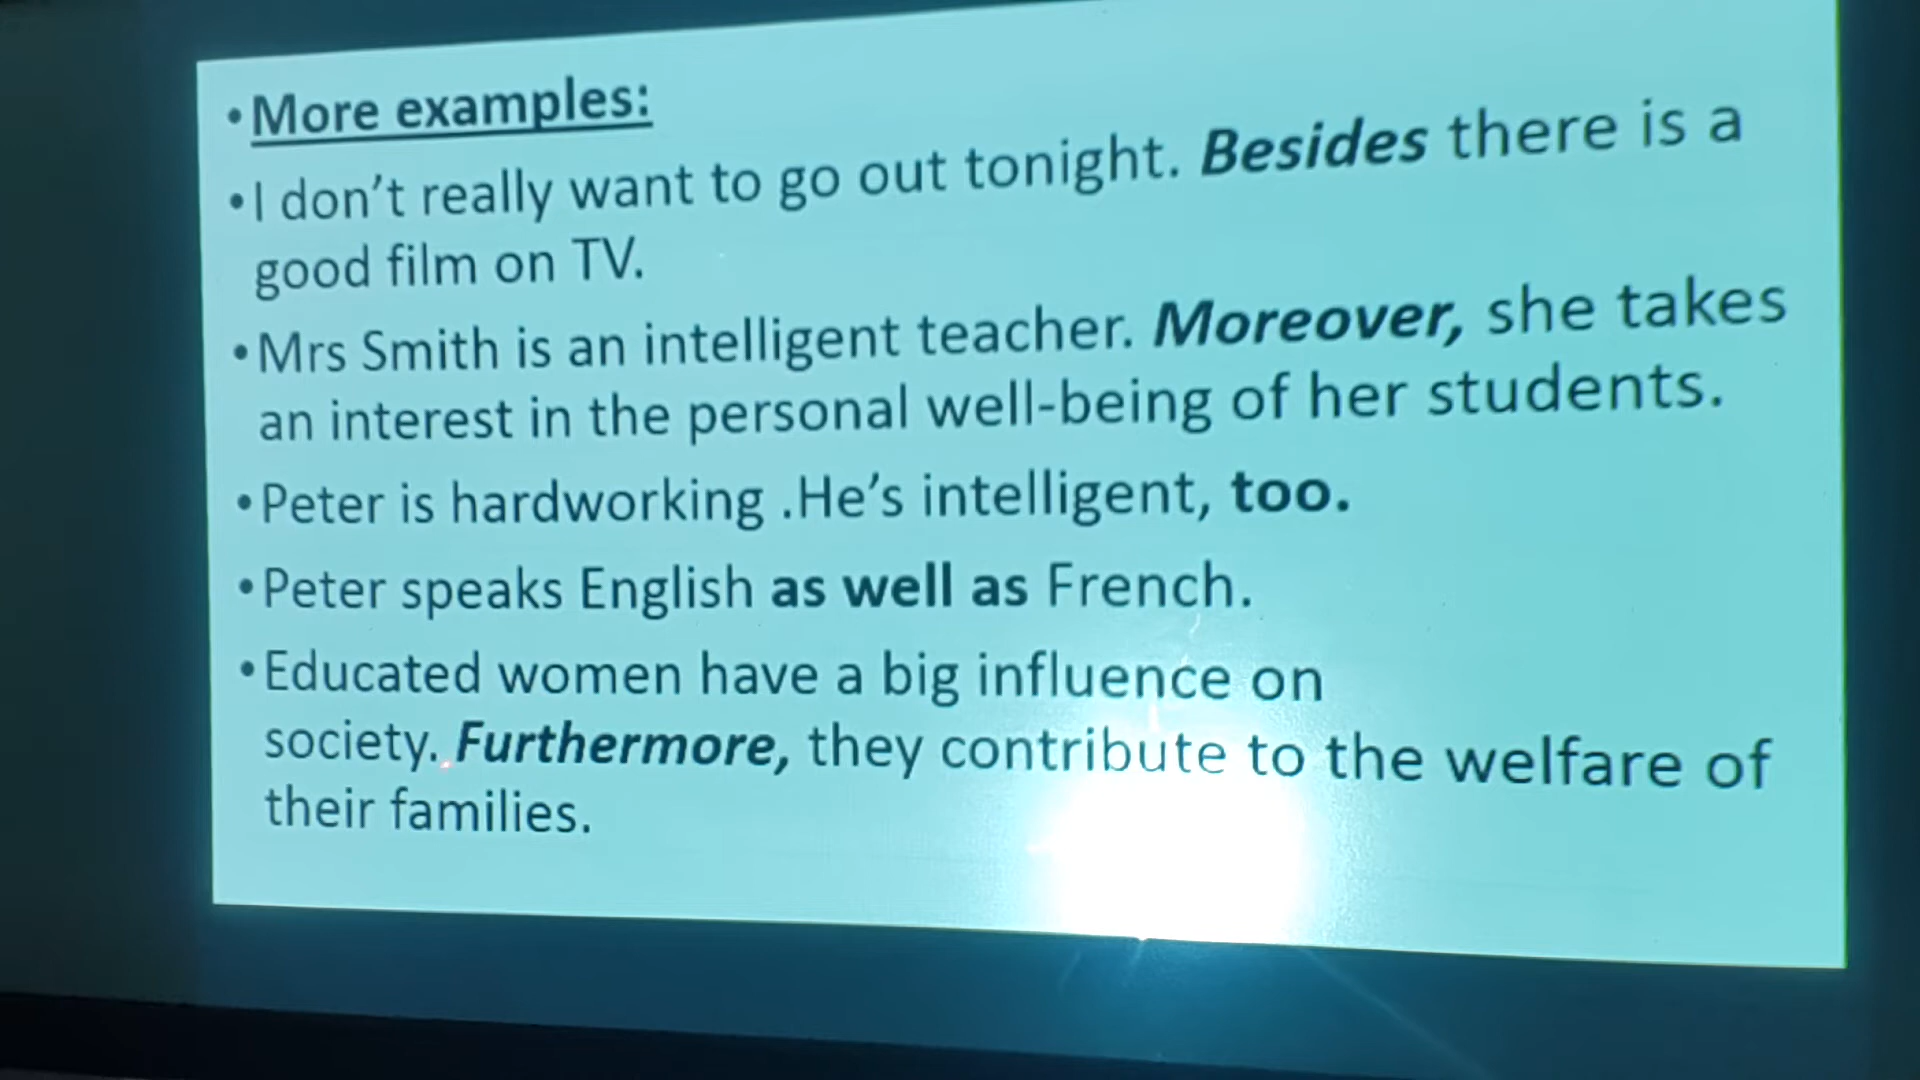 •More examples:
•I don't really want to go out tonight. Besides there is a
good film on TV.
•Mrs Smith is an intelligent teacher. Moreover, she takes
an interest in the personal well-being of her students.
•Peter is hardworking .He's intelligent, too.
•Peter speaks English as well as French.
•Educated women have a big influence on
society. Furthermore, they contribute to the welfare of
their families.